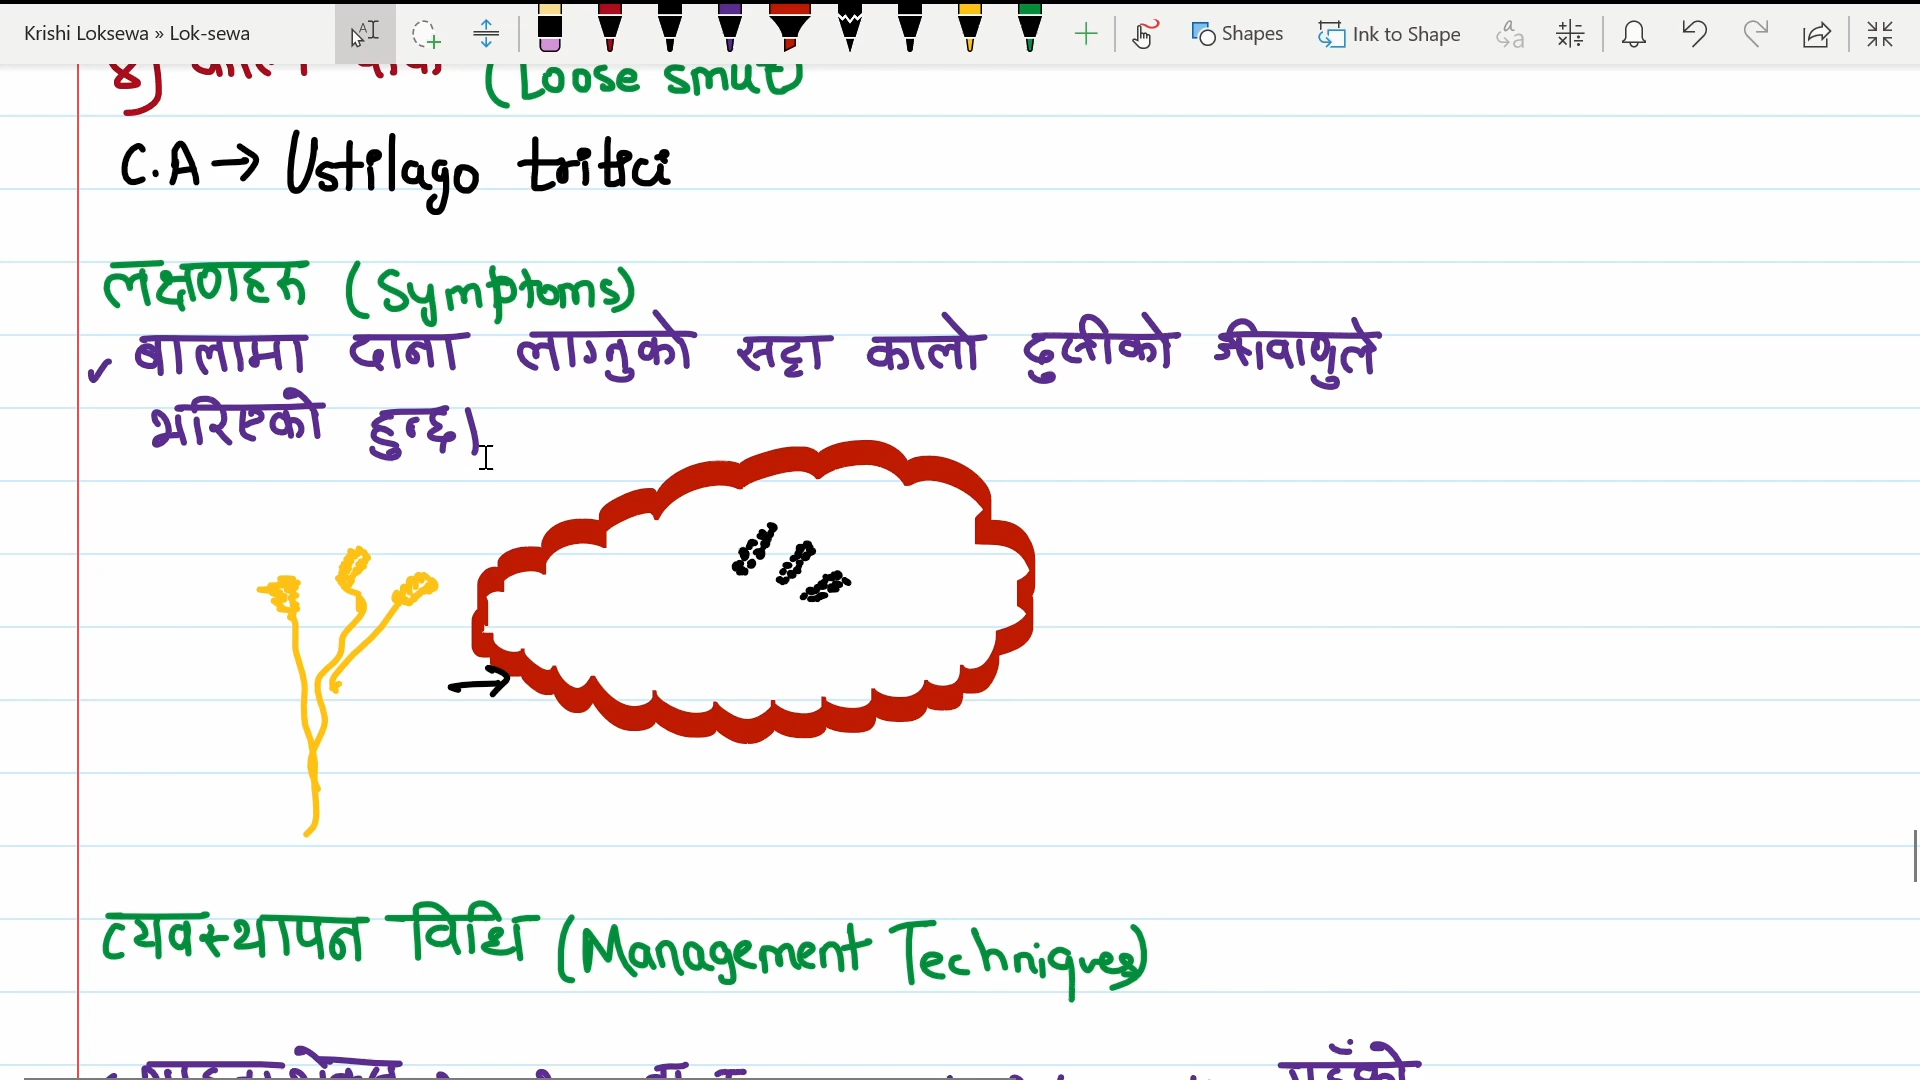 Krishi Loksewa » Lok-sewa
Shapes
Ink to Shape
(Loose smut)
C.A → Ustilago tritici
लक्षणहरु (Symptoms)
✓ बालामा दाना लाग्नुको सट्टा कालो ढुसीको जीवाणुले
भरिएको हुन्छ।
व्यवस्थापन विधि (Management Techniques)
गहुँको